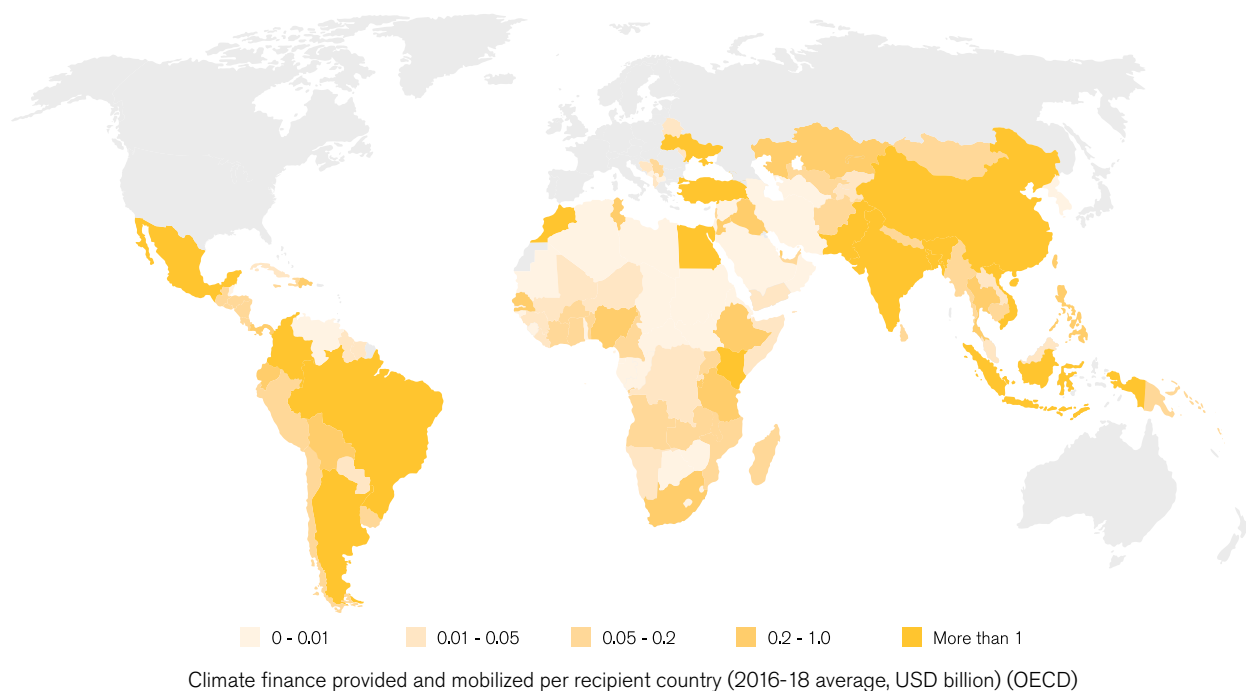 0 - 0.01 0.01 - 0.05 0.05 - 0.2 0.2 - 1.0 More than 1
Climate finance provided and mobilized per recipient country (2016-18 average, USD billion) (OECD)